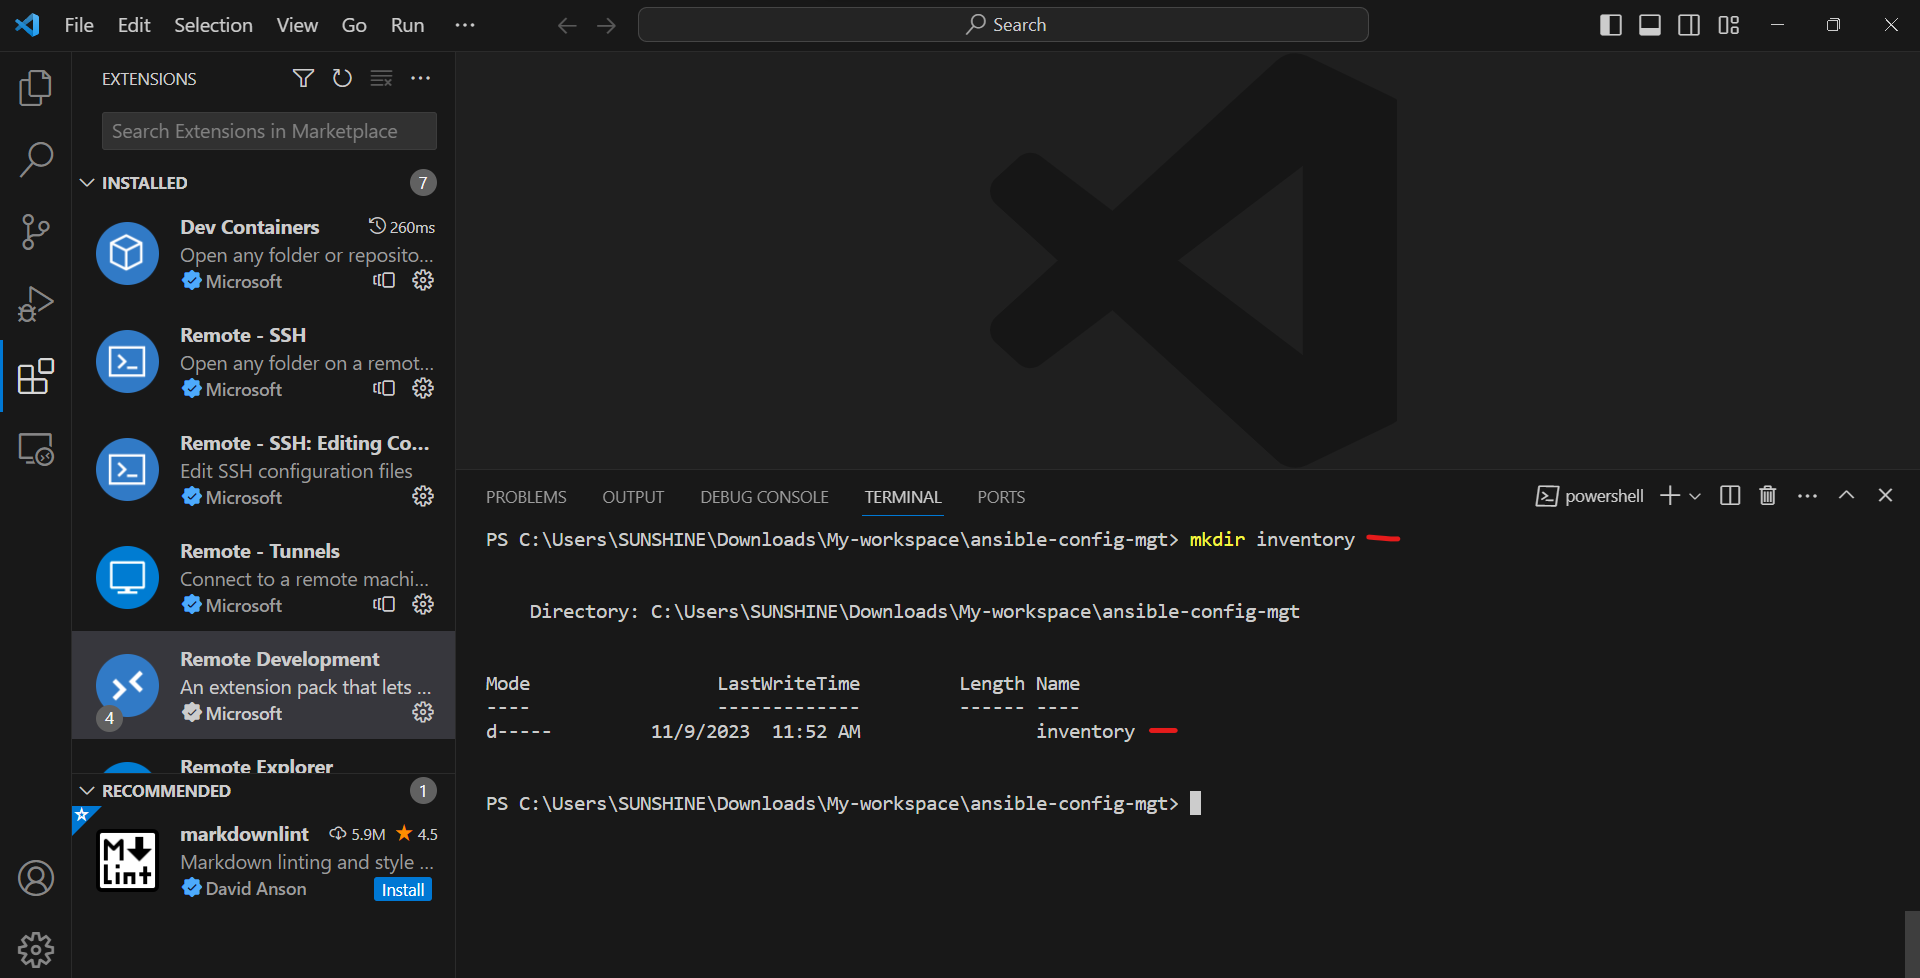 File Edit Selection View Go Run ···
Search
EXTENSIONS
Search Extensions in Marketplace
INSTALLED 7
Dev Containers 260ms
Open any folder or reposito...
Microsoft
Remote - SSH
Open any folder on a remot...
Microsoft
Remote - SSH: Editing Co...
Edit SSH configuration files
Microsoft
Remote - Tunnels
Connect to a remote machi...
Microsoft
Remote Development
An extension pack that lets ...
4 Microsoft
Remote Explorer
RECOMMENDED 1
markdownlint 5.9M 4.5
Markdown linting and style ...
M Lint
David Anson Install
PROBLEMS OUTPUT DEBUG CONSOLE TERMINAL PORTS powershell
PS C:\Users\SUNSHINE\Downloads\My-workspace\ansible-config-mgt> mkdir inventory
Directory: C:\Users\SUNSHINE\Downloads\My-workspace\ansible-config-mgt
Mode LastWriteTime Length Name
---- ------------- ------ ----
d----- 11/9/2023 11:52 AM inventory
PS C:\Users\SUNSHINE\Downloads\My-workspace\ansible-config-mgt>